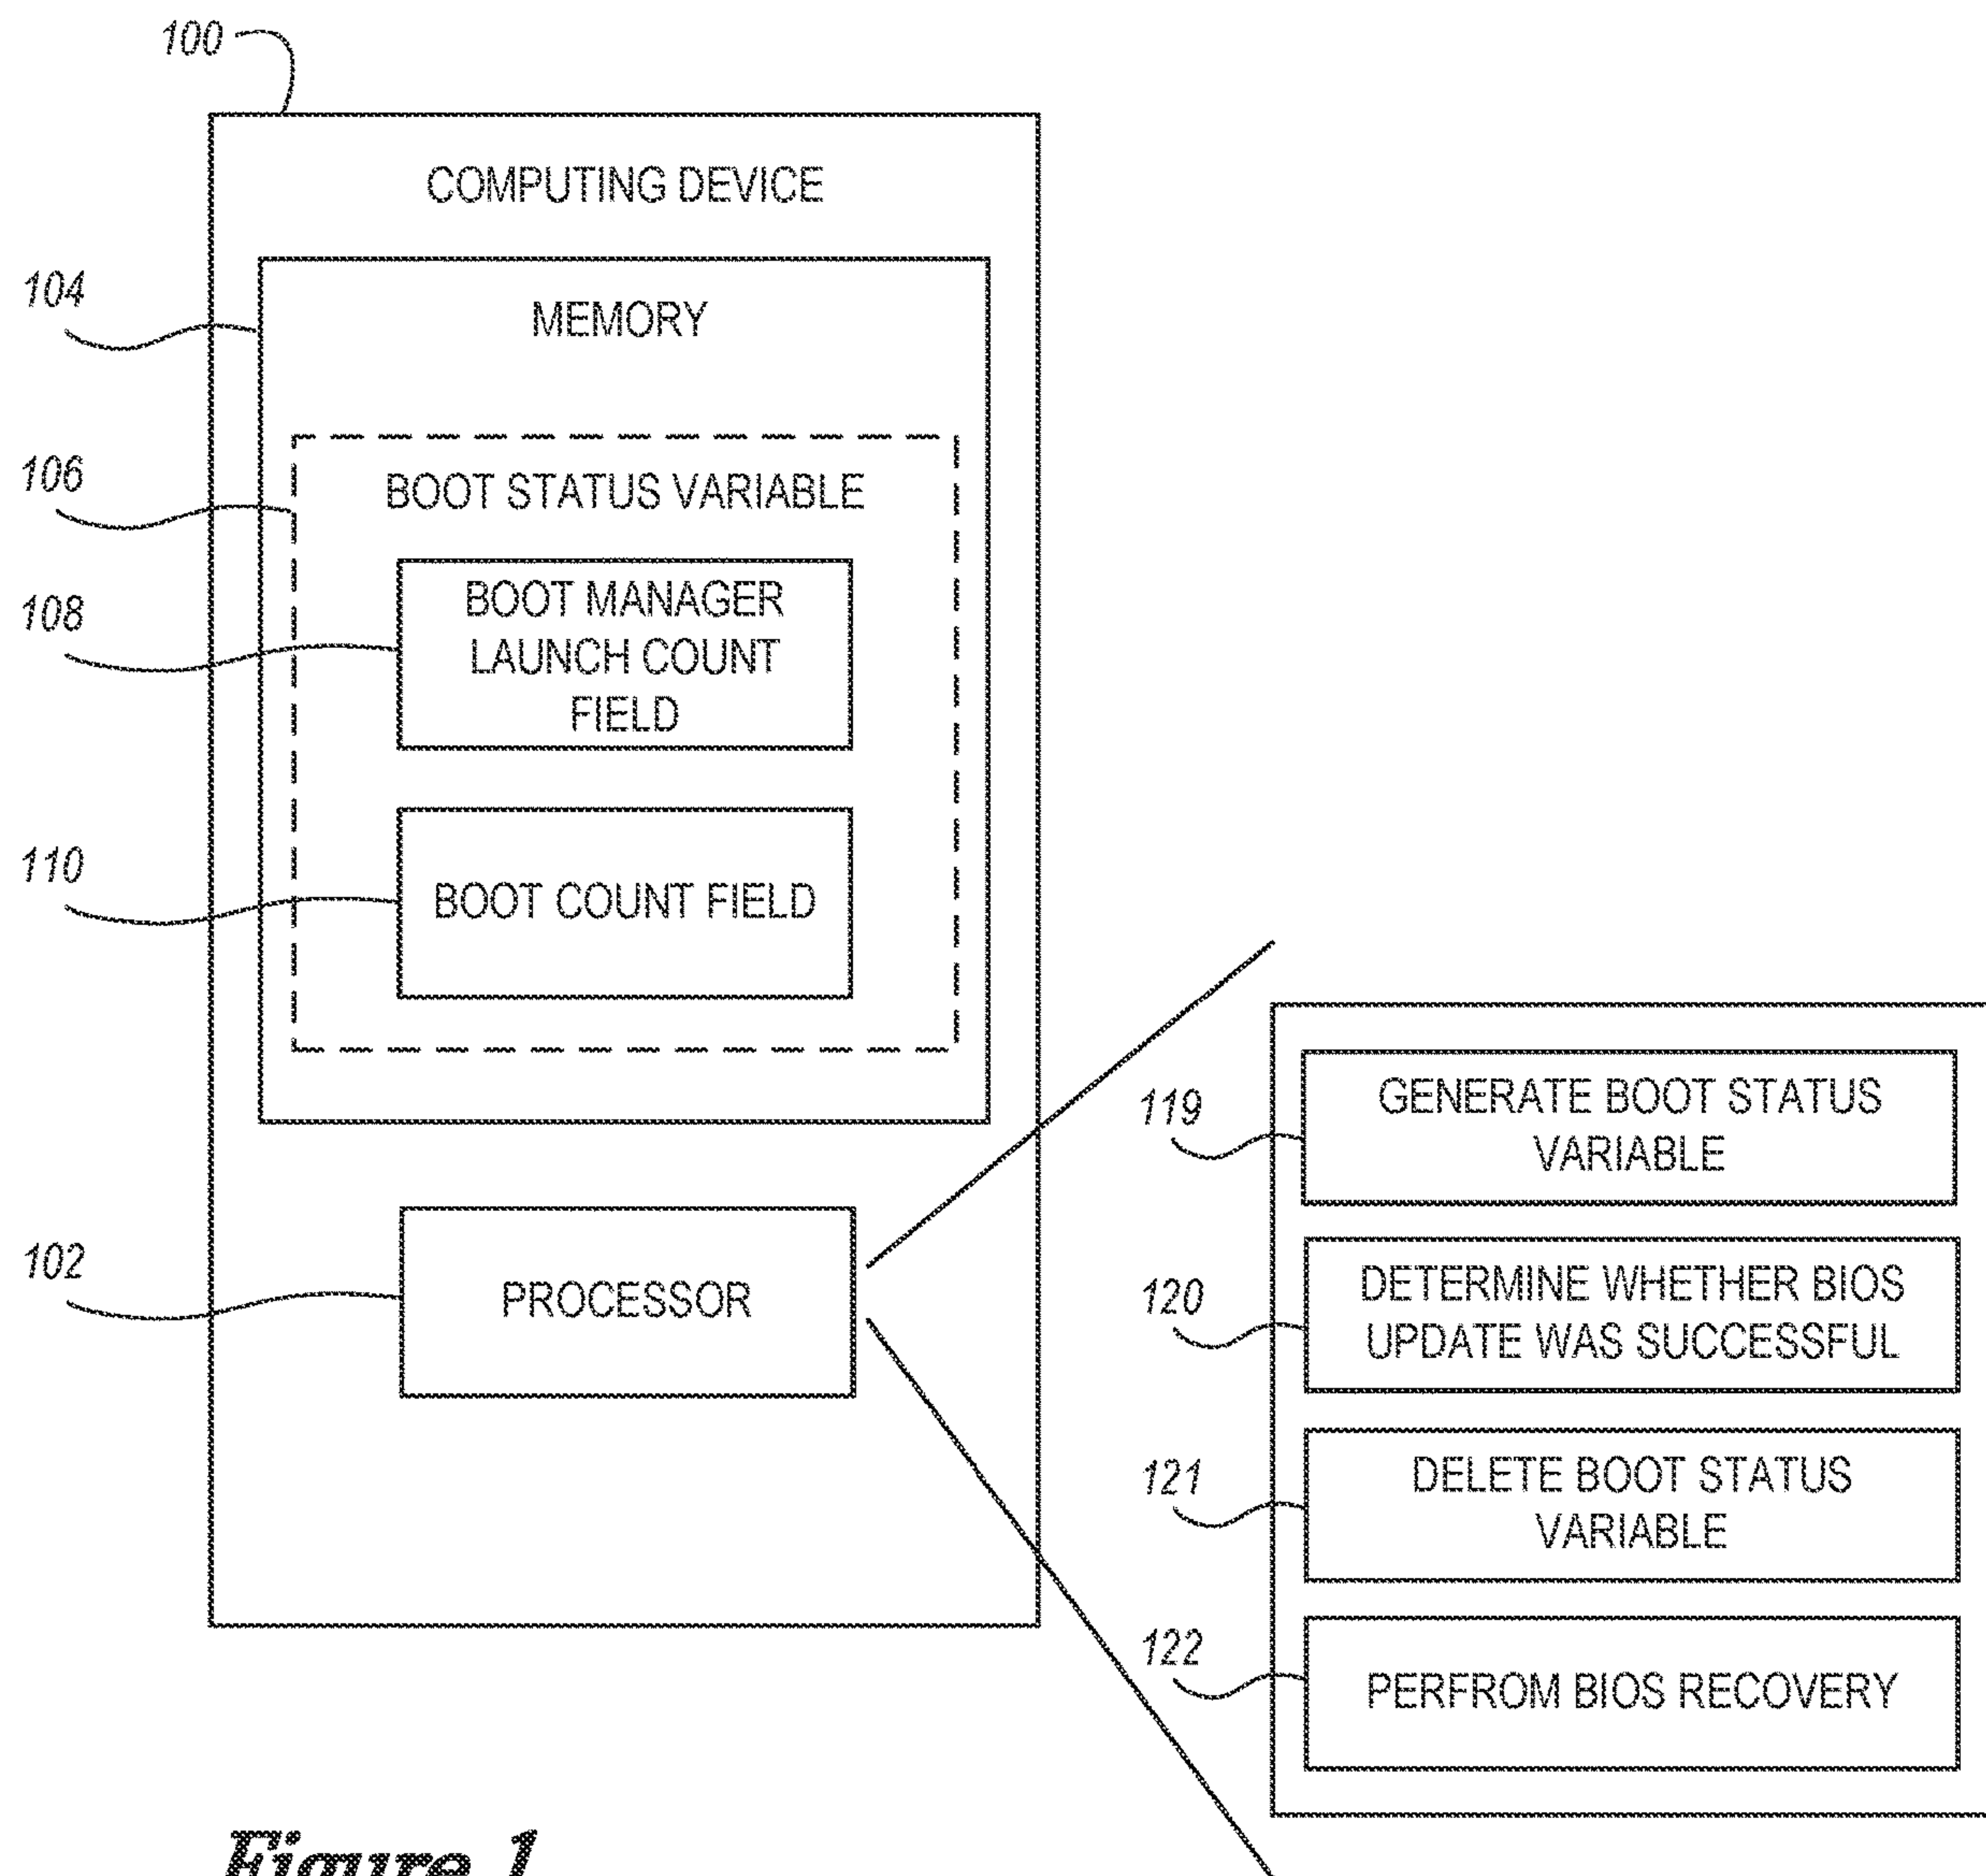 100
COMPUTING DEVICE
104
MEMORY
106
BOOT STATUS VARIABLE
108
BOOT MANAGER
LAUNCH COUNT
FIELD
110
BOOT COUNT FIELD
102
PROCESSOR
119
GENERATE BOOT STATUS
VARIABLE
120
DETERMINE WHETHER BIOS
UPDATE WAS SUCCESSFUL
121
DELETE BOOT STATUS
VARIABLE
122
PERFROM BIOS RECOVERY
Figure 1